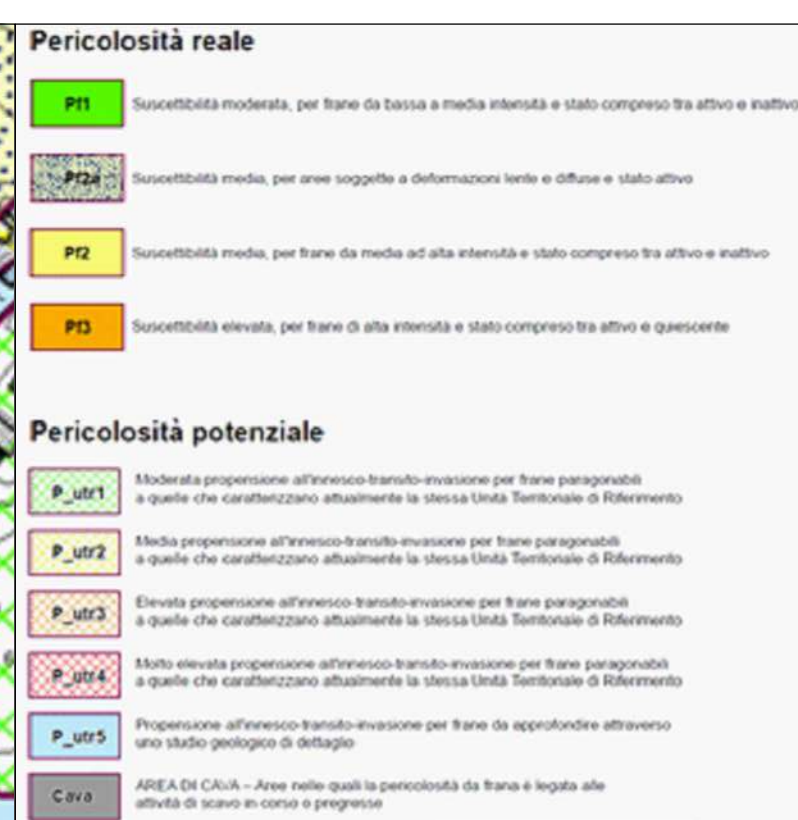 Pericolosità reale
Pf1
Suscettibilità moderata, per frane da bassa a media intensità e stato compreso tra attivo e inattivo
Pf2a
Suscettibilità media, per aree soggette a deformazioni lente e diffuse e stato attivo
Pf2
Suscettibilità media, per frane da media ad alta intensità e stato compreso tra attivo e inattivo
Pf3
Suscettibilità elevata, per frane di alta intensità e stato compreso tra attivo e quiescente
Pericolosità potenziale
P_utr1
Moderata propensione all'innesco-transito-invasione per frane paragonabili
a quelle che caratterizzano attualmente la stessa Unità Territoriale di Riferimento
P_utr2
Media propensione all'innesco-transito-invasione per frane paragonabili
a quelle che caratterizzano attualmente la stessa Unità Territoriale di Riferimento
P_utr3
Elevata propensione all'innesco-transito-invasione per frane paragonabili
a quelle che caratterizzano attualmente la stessa Unità Territoriale di Riferimento
P_utr4
Molto elevata propensione all'innesco-transito-invasione per frane paragonabili
a quelle che caratterizzano attualmente la stessa Unità Territoriale di Riferimento
P_utr5
Propensione all'innesco-transito-invasione per frane da approfondire attraverso
uno studio geologico di dettaglio
Cava
AREA DI CAVA – Aree nelle quali la pericolosità da frana è legata alle
attività di scavo in corso o pregresse